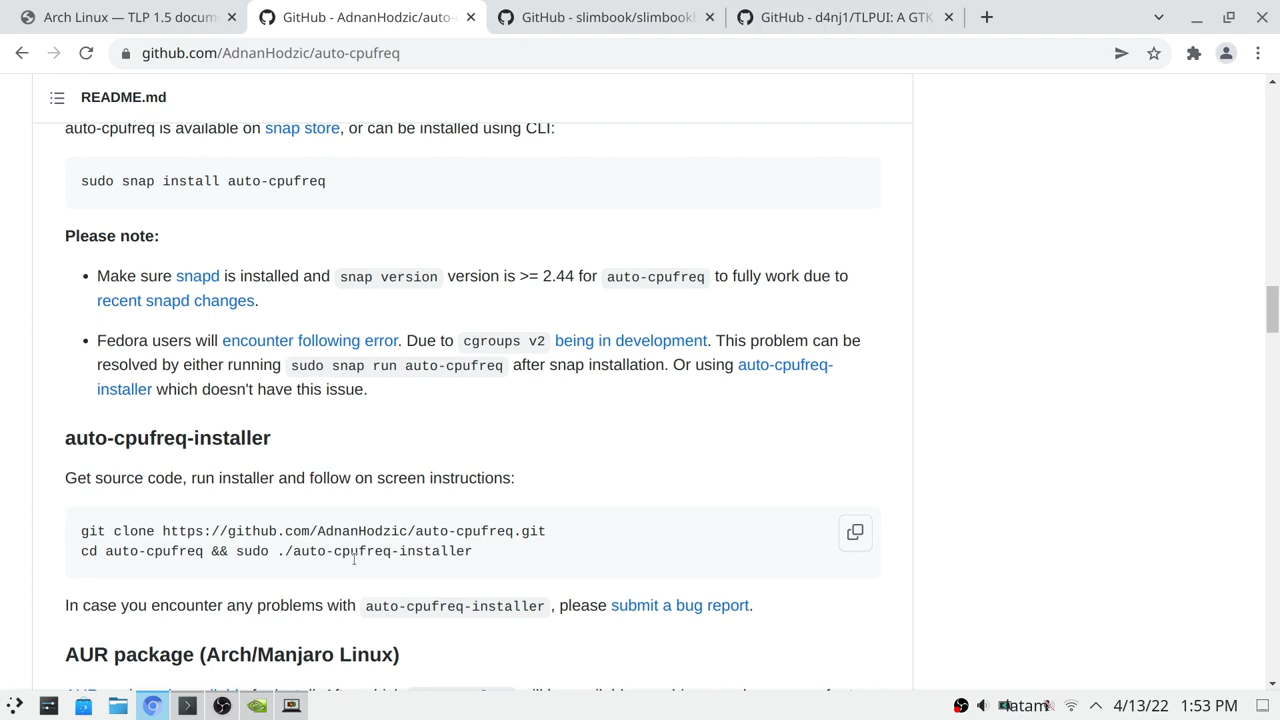 Arch Linux — TLP 1.5 docum
GitHub - AdnanHodzic/auto-
GitHub - slimbook/slimbook
GitHub - d4nj1/TLPUI: A GTK
github.com/AdnanHodzic/auto-cpufreq
README.md
auto-cpufreq is available on snap store, or can be installed using CLI:
sudo snap install auto-cpufreq
Please note:
• Make sure snapd is installed and snap version version is >= 2.44 for auto-cpufreq to fully work due to
recent snapd changes.
• Fedora users will encounter following error. Due to cgroups v2 being in development. This problem can be
resolved by either running sudo snap run auto-cpufreq after snap installation. Or using auto-cpufreq-
installer which doesn't have this issue.
auto-cpufreq-installer
Get source code, run installer and follow on screen instructions:
git clone https://github.com/AdnanHodzic/auto-cpufreq.git
cd auto-cpufreq && sudo ./auto-cpufreq-installer
In case you encounter any problems with auto-cpufreq-installer, please submit a bug report.
AUR package (Arch/Manjaro Linux)
latam
4/13/22
1:53 PM